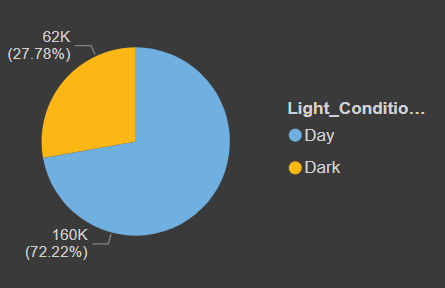 62K
(27.78%)
Light_Conditio...
Day
Dark
160K
(72.22%)